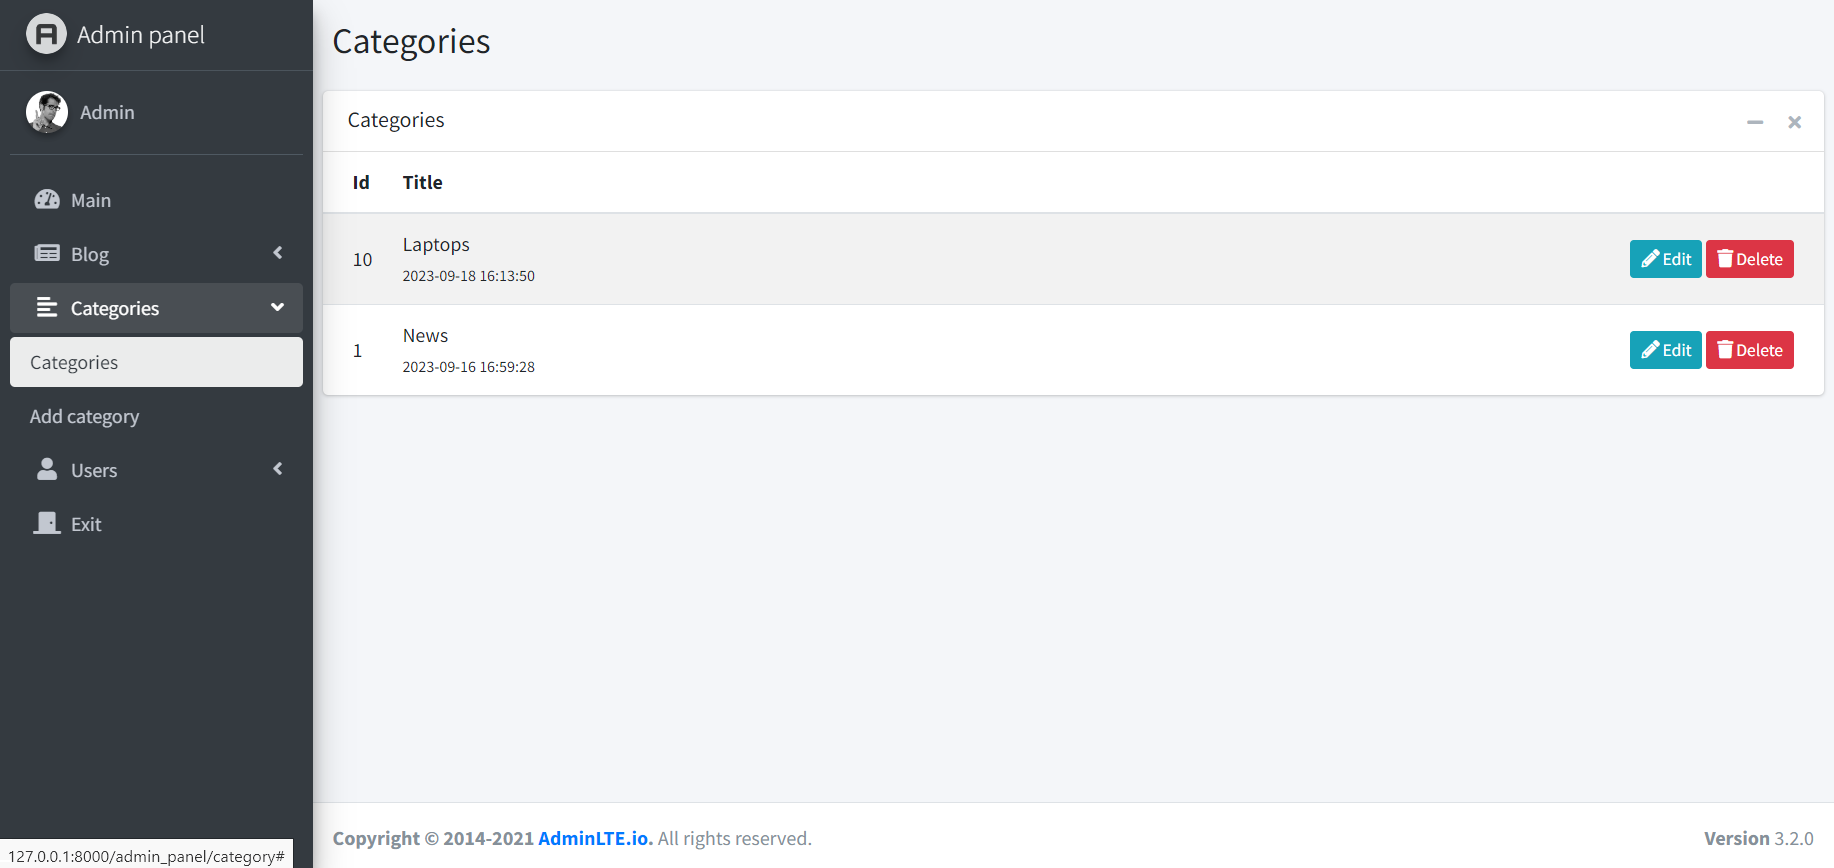 Admin panel
Admin
Main
Blog
Categories
Categories
Add category
Users
Exit
127.0.0.1:8000/admin_panel/category#
Categories
Categories
Id Title
10 Laptops
2023-09-18 16:13:50
Edit Delete
1 News
2023-09-16 16:59:28
Edit Delete
Copyright © 2014-2021 AdminLTE.io. All rights reserved.
Version 3.2.0